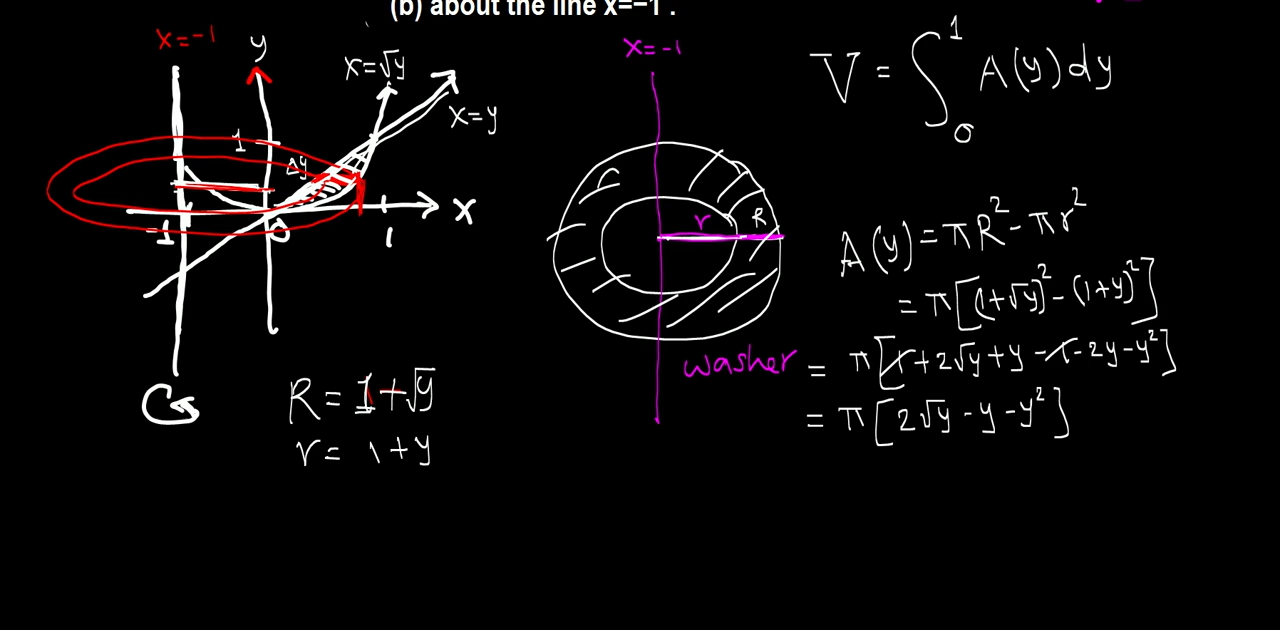 (b) about the line x=−1 .
x=-1
y
x=√y
x=y
1
Δy
x
-1
0
1
R = 1+√y
r = 1+y
x=-1
r
R
washer
V = ∫₀¹ A(y) dy
A(y) = πR² - πr²
= π[(1+√y)² - (1+y)²]
= π[1+2√y+y-1-2y-y²]
= π[2√y-y-y²]